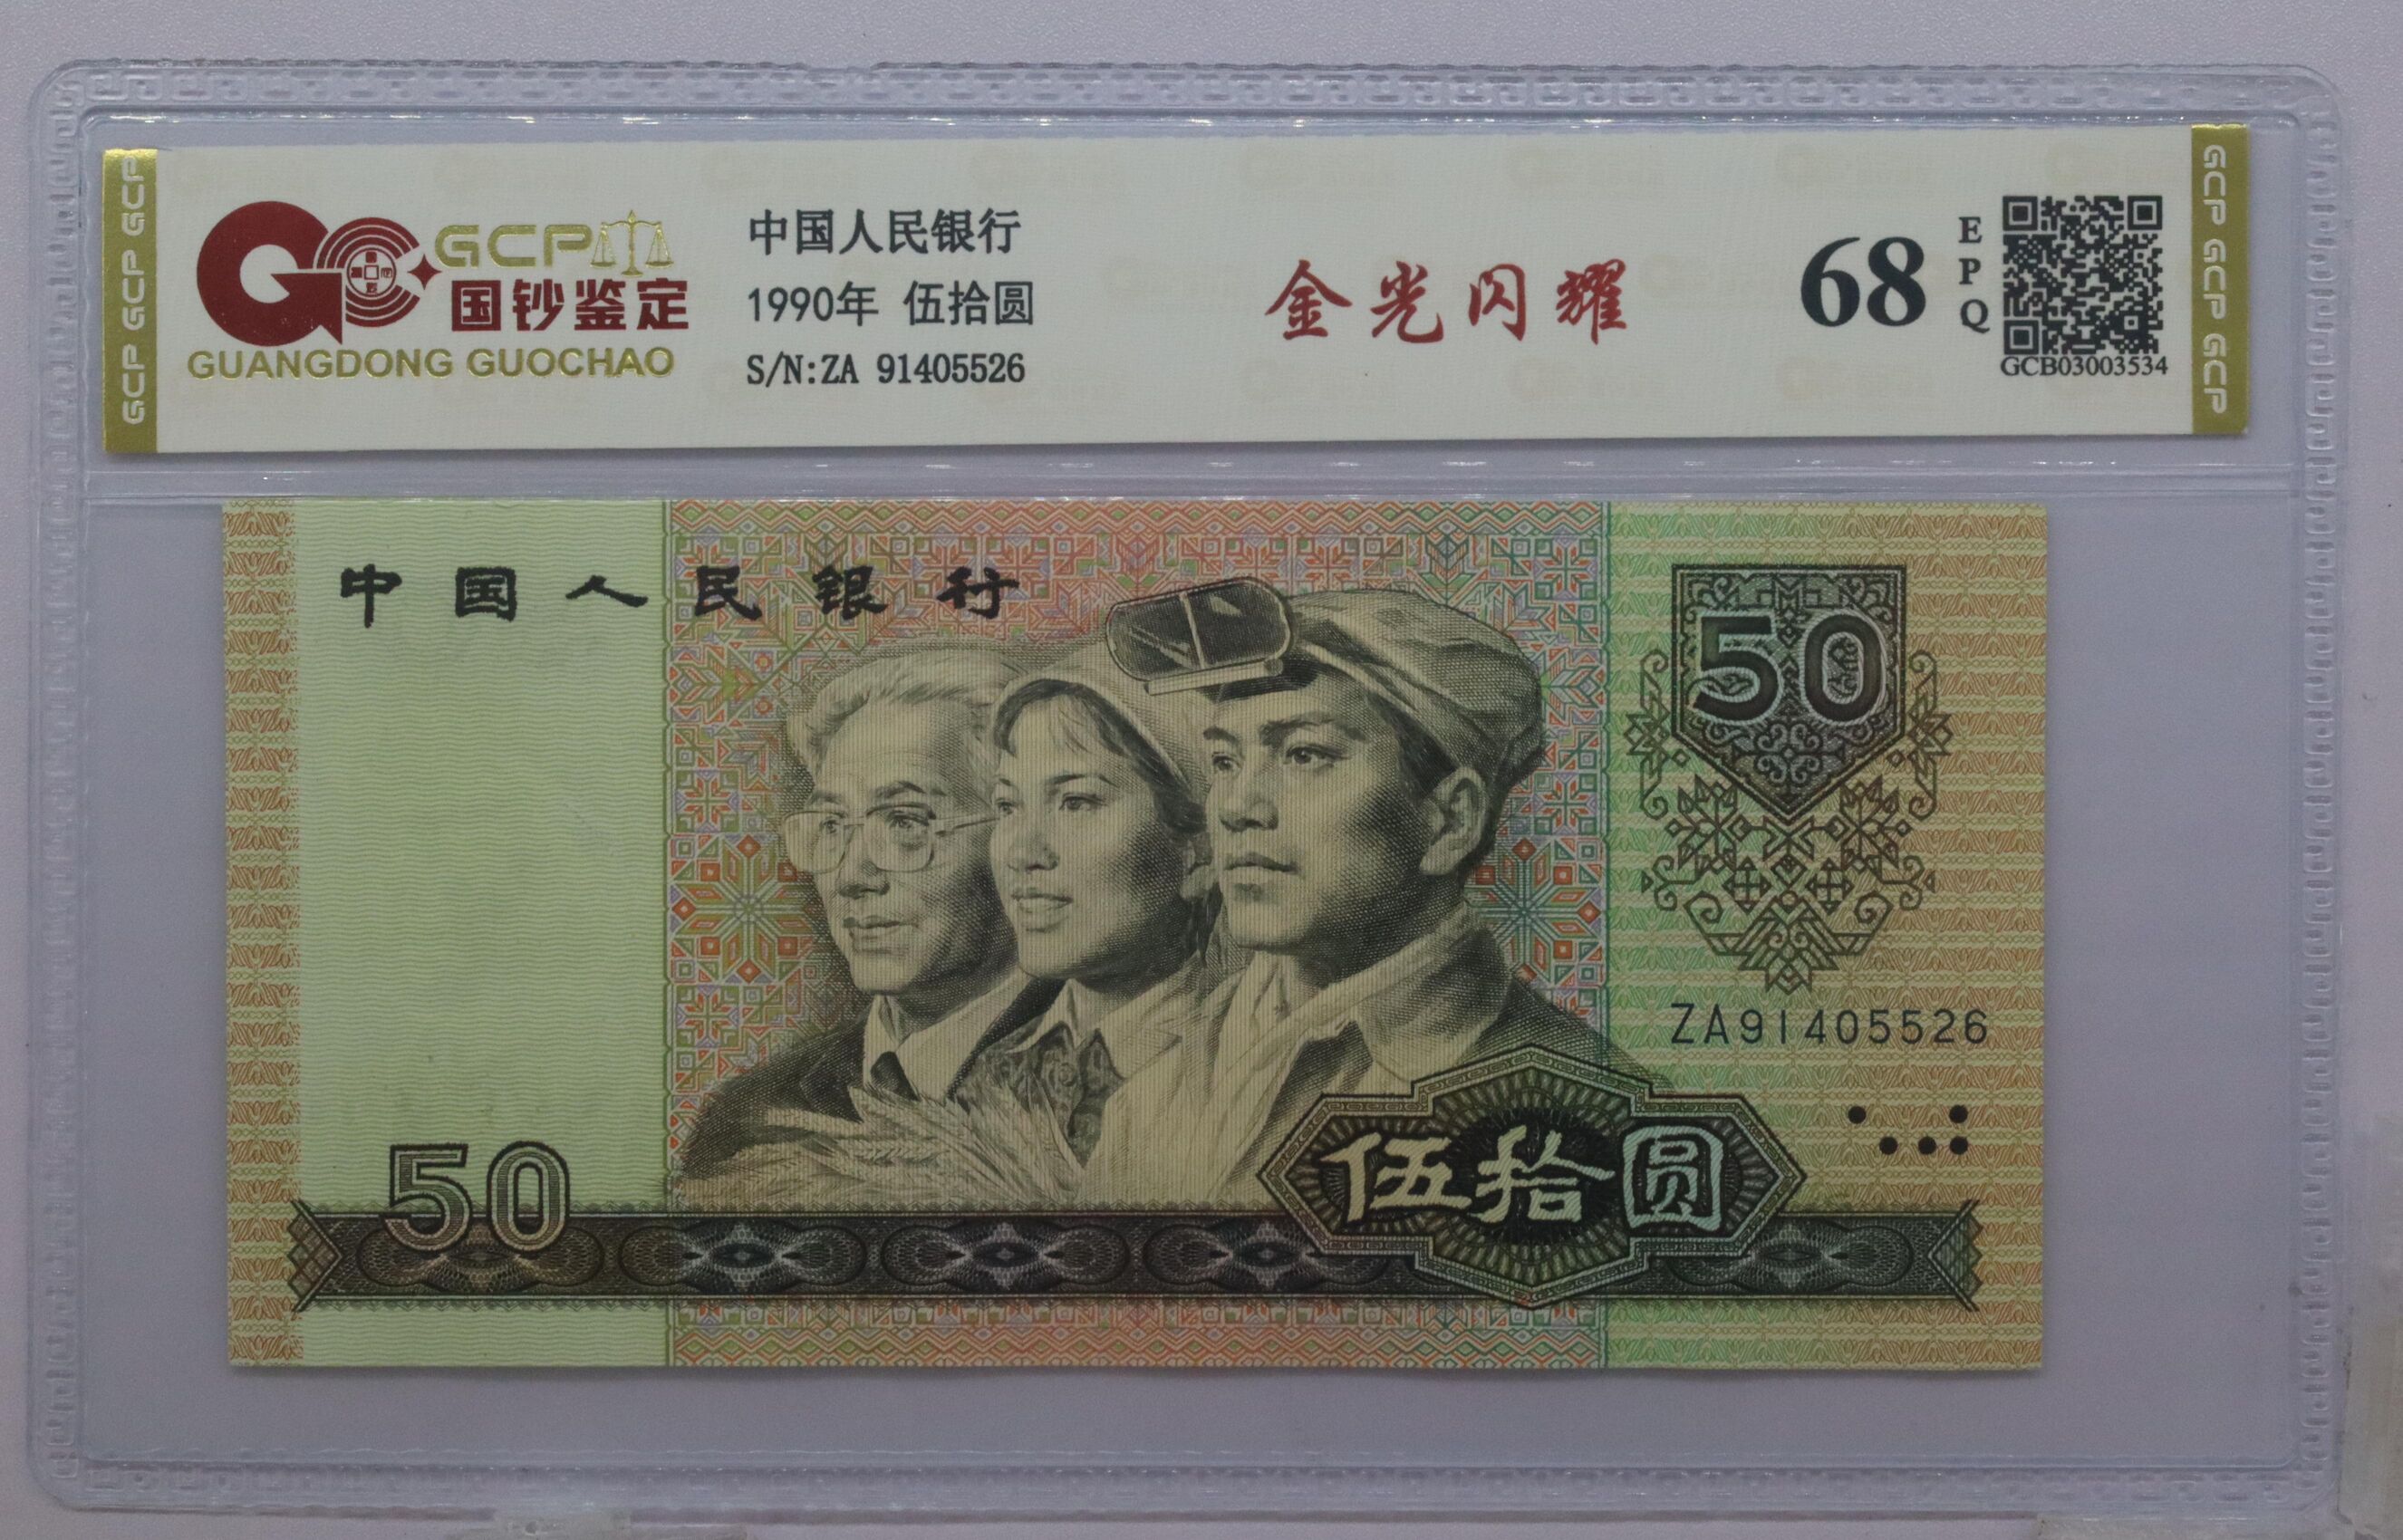 GCP
国钞鉴定
GUANGDONG GUOCHAO
中国人民银行
1990年 伍拾圆
S/N:ZA 91405526
金光闪耀
68
EPQ
GCB03003534
GCP GCP GCP
GCP GCP GCP
中国人民银行
50
ZA91405526
50
伍拾圆